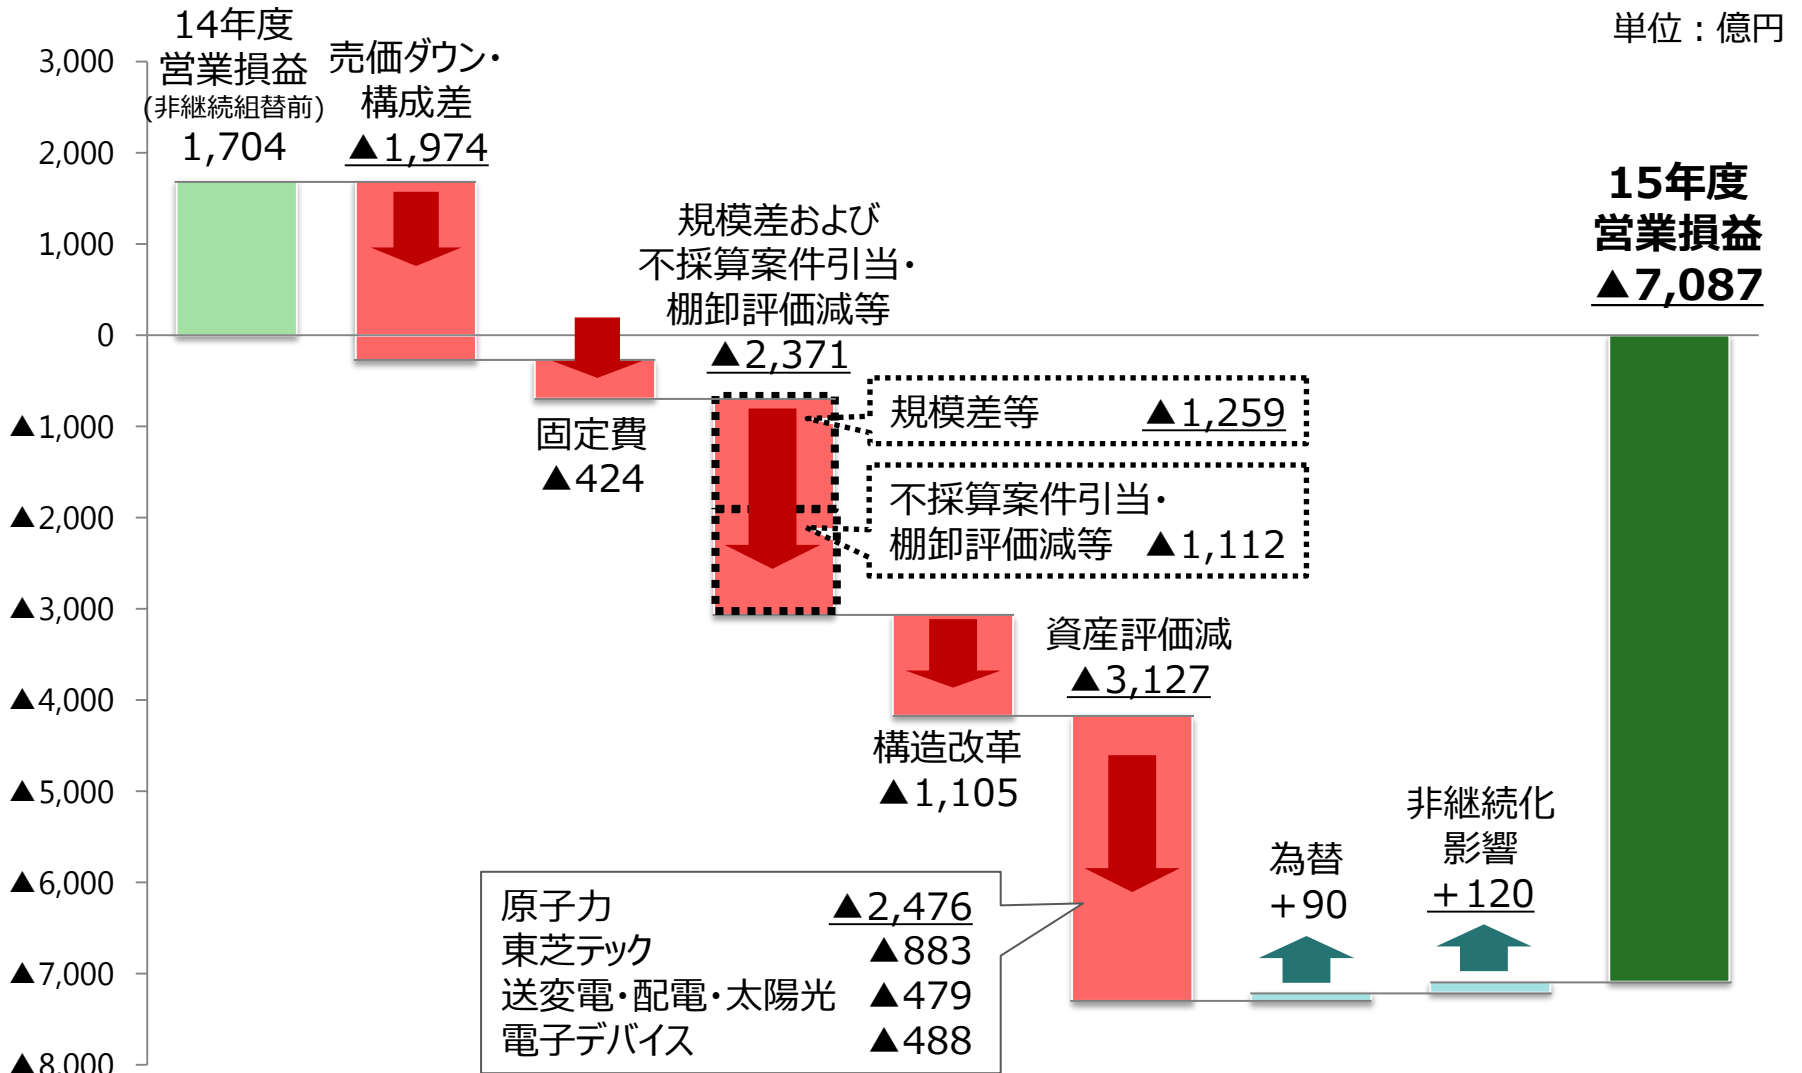 単位：億円
14年度
営業損益
(非継続組替前)
1,704
売価ダウン・
構成差
▲1,974
規模差および
不採算案件引当・
棚卸評価減等
▲2,371
規模差等 ▲1,259
不採算案件引当・
棚卸評価減等 ▲1,112
固定費
▲424
構造改革
▲1,105
資産評価減
▲3,127
原子力 ▲2,476
東芝テック ▲883
送変電・配電・太陽光 ▲479
電子デバイス ▲488
為替
＋90
非継続化
影響
＋120
15年度
営業損益
▲7,087
3,000
2,000
1,000
0
▲1,000
▲2,000
▲3,000
▲4,000
▲5,000
▲6,000
▲7,000
▲8,000